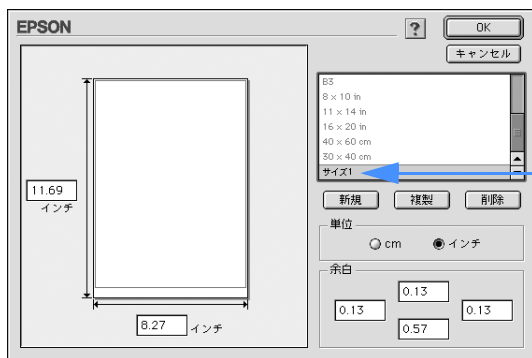 EPSON
?
OK
キャンセル
B3
8 × 10 in
11 × 14 in
16 × 20 in
40 × 60 cm
30 × 40 cm
サイズ1
11.69
インチ
新規
複製
削除
単位
cm
インチ
余白
0.13
0.13
0.13
0.57
8.27
インチ